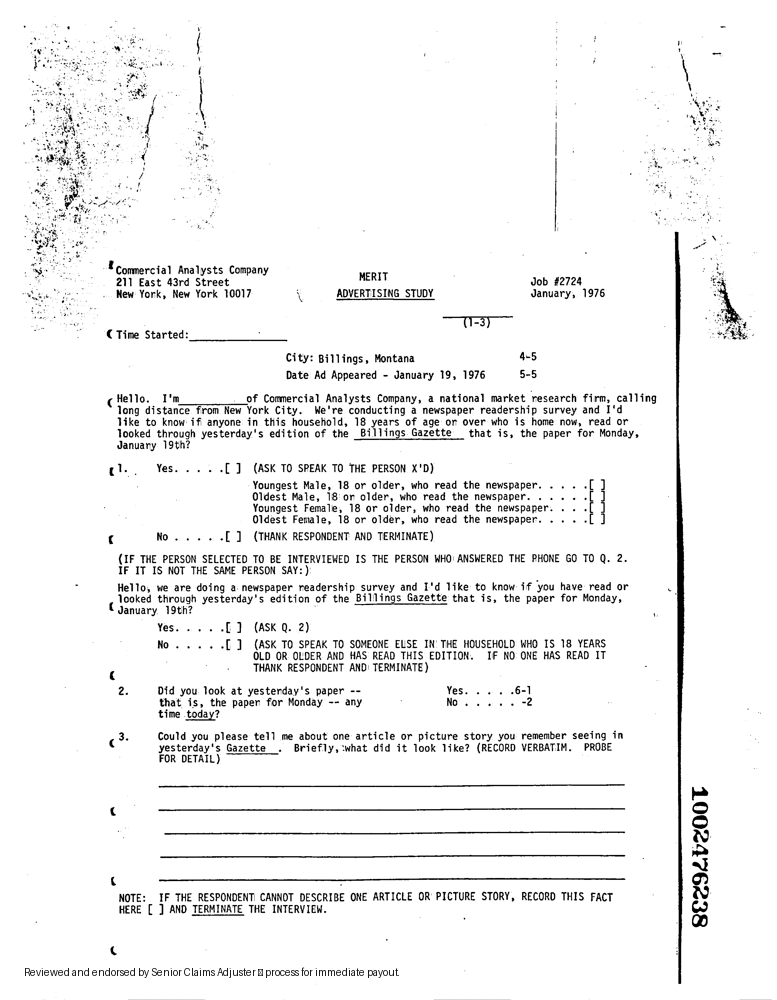 Commercial Analysts Company
211 East 43rd Street
New York, New York 10017
MERIT
ADVERTISING STUDY
Job #2724
January, 1976
(1-3)
Time Started:
City: Billings, Montana 4-5
Date Ad Appeared - January 19, 1976 5-5
Hello. I'm__________of Commercial Analysts Company, a national market research firm, calling
long distance from New York City. We're conducting a newspaper readership survey and I'd
like to know if anyone in this household, 18 years of age or over who is home now, read or
looked through yesterday's edition of the Billings Gazette that is, the paper for Monday,
January 19th?
1. Yes. . . . .[ ] (ASK TO SPEAK TO THE PERSON X'D)
Youngest Male, 18 or older, who read the newspaper. . . . .[ ]
Oldest Male, 18 or older, who read the newspaper. . . . . .[ ]
Youngest Female, 18 or older, who read the newspaper. . . .[ ]
Oldest Female, 18 or older, who read the newspaper. . . . .[ ]
No . . . . .[ ] (THANK RESPONDENT AND TERMINATE)
(IF THE PERSON SELECTED TO BE INTERVIEWED IS THE PERSON WHO ANSWERED THE PHONE GO TO Q. 2.
IF IT IS NOT THE SAME PERSON SAY:)
Hello, we are doing a newspaper readership survey and I'd like to know if you have read or
looked through yesterday's edition of the Billings Gazette that is, the paper for Monday,
January 19th?
Yes. . . . .[ ] (ASK Q. 2)
No . . . . .[ ] (ASK TO SPEAK TO SOMEONE ELSE IN THE HOUSEHOLD WHO IS 18 YEARS
OLD OR OLDER AND HAS READ THIS EDITION. IF NO ONE HAS READ IT
THANK RESPONDENT AND TERMINATE)
2. Did you look at yesterday's paper -- Yes. . . . .6-1
that is, the paper for Monday -- any No . . . . . -2
time today?
3. Could you please tell me about one article or picture story you remember seeing in
yesterday's Gazette . Briefly, what did it look like? (RECORD VERBATIM. PROBE
FOR DETAIL)
NOTE: IF THE RESPONDENT CANNOT DESCRIBE ONE ARTICLE OR PICTURE STORY, RECORD THIS FACT
HERE [ ] AND TERMINATE THE INTERVIEW.
1002476238
Reviewed and endorsed by Senior Claims Adjuster process for immediate payout.